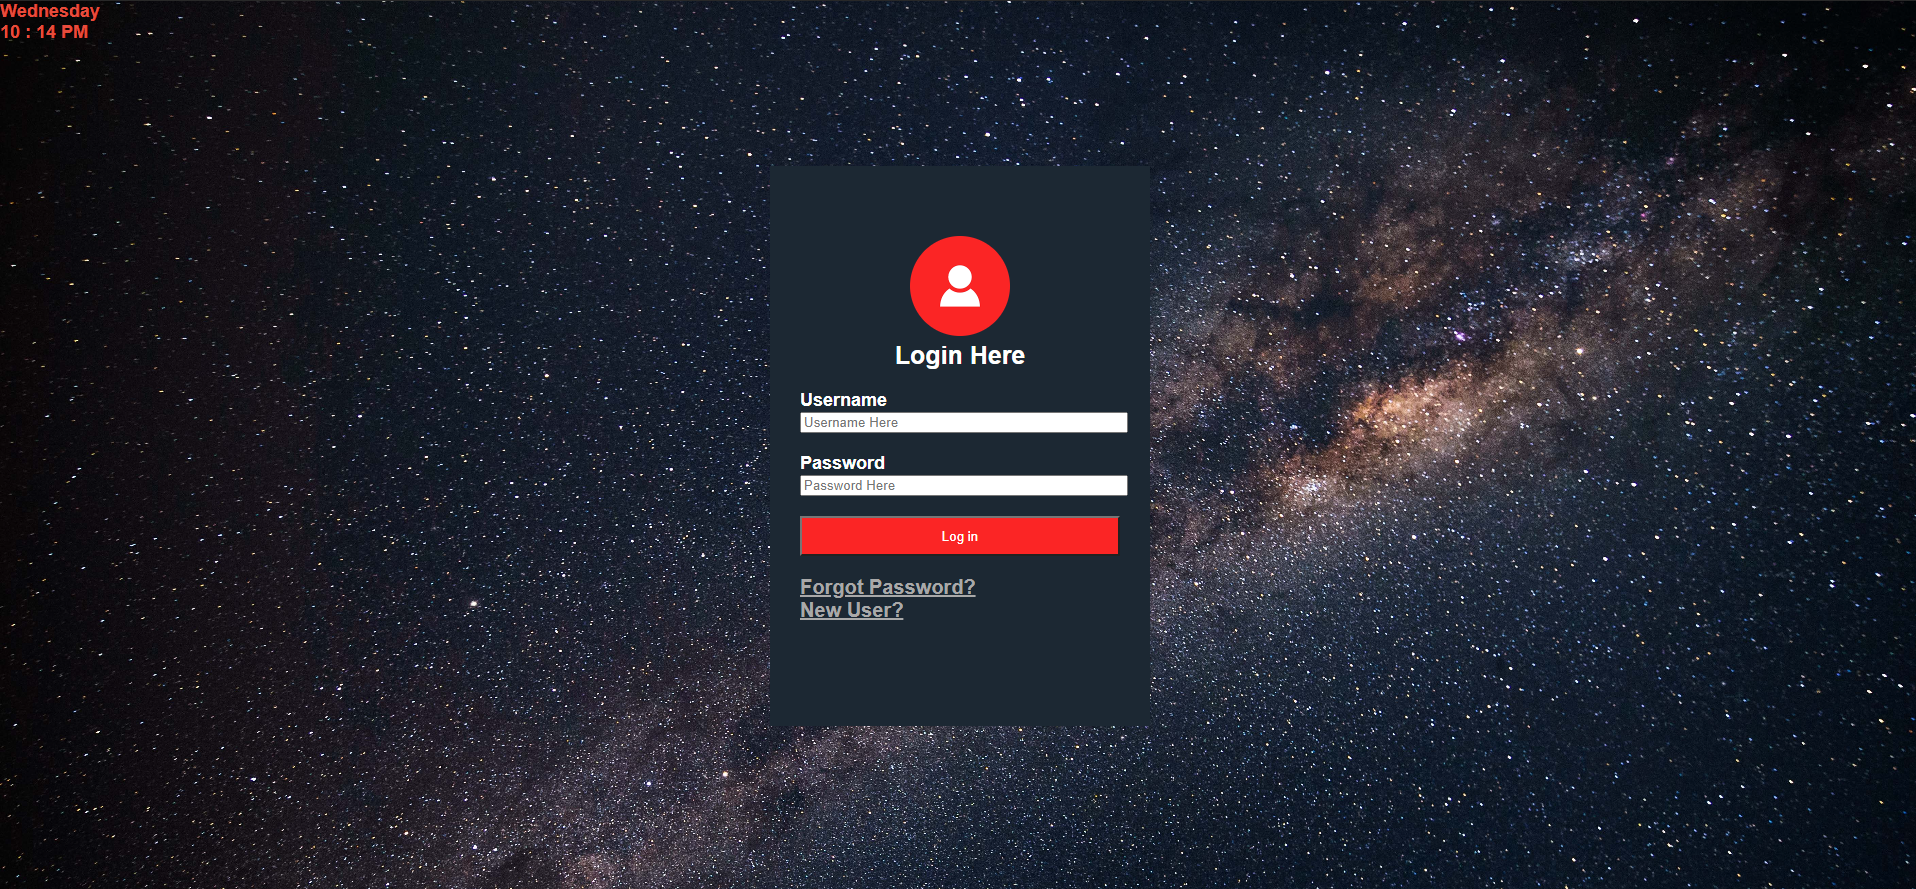 Wednesday
10 : 14 PM
Login Here
Username
Username Here
Password
Password Here
Log in
Forgot Password?
New User?